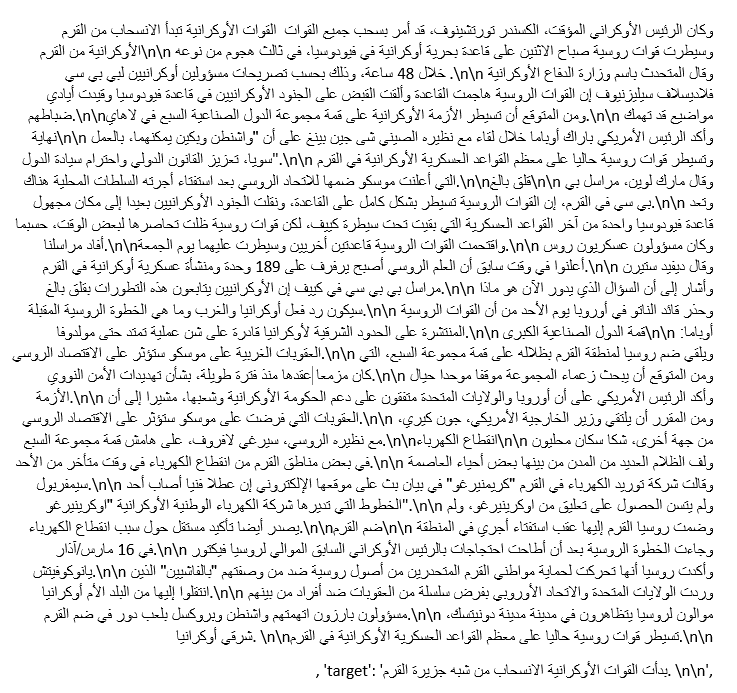 وكان الرئيس الأوكراني المؤقت، الكسندر تورتشينوف، قد أمر بسحب جميع القوات  القوات الأوكرانية تبدأ الانسحاب من القرم
وسيطرت قوات روسية صباح الاثنين على قاعدة بحرية أوكرانية في فيودوسيا، في ثالث هجوم من نوعه \n\nالأوكرانية من القرم
وقال المتحدث باسم وزارة الدفاع الأوكرانية \n\n. خلال 48 ساعة، وذلك بحسب تصريحات مسؤولين أوكرانيين لبي بي سي
فلاديسلاف سيليزنيوف إن القوات الروسية هاجمت القاعدة وألقت القبض على الجنود الأوكرانيين في قاعدة فيودوسيا وقيدت أيادي
مواضيع قد تهمك \n\n.ومن المتوقع أن تسيطر الأزمة الأوكرانية على قمة مجموعة الدول الصناعية السبع في لاهاي\n\n.ضباطهم
وأكد الرئيس الأمريكي باراك أوباما خلال لقاء مع نظيره الصيني شي جين بينغ على أن "واشنطن وبكين يمكنهما، بالعمل \n\nنهاية
وتسيطر قوات روسية حاليا على معظم القواعد العسكرية الأوكرانية في القرم \n\n."سويا، تعزيز القانون الدولي واحترام سيادة الدول
وقال مارك لوين، مراسل بي \n\nقلق بالغ\n\n.التي أعلنت موسكو ضمها للاتحاد الروسي بعد استفتاء أجرته السلطات المحلية هناك
وتعد \n\n.بي سي في القرم، إن القوات الروسية تسيطر بشكل كامل على القاعدة، ونقلت الجنود الأوكرانيين بعيدا إلى مكان مجهول
قاعدة فيودوسيا واحدة من آخر القواعد العسكرية التي بقيت تحت سيطرة كييف، لكن قوات روسية ظلت تحاصرها لبعض الوقت، حسبما
وكان مسؤولون عسكريون روس \n\n.واقتحمت القوات الروسية قاعدتين أخريين وسيطرت عليهما يوم الجمعة\n\n.أفاد مراسلنا
وقال ديفيد ستيرن \n\n.أعلنوا في وقت سابق أن العلم الروسي أصبح يرفرف على 189 وحدة ومنشأة عسكرية أوكرانية في القرم
وأشار إلى أن السؤال الذي يدور الآن هو ماذا \n\n.مراسل بي بي سي في كييف إن الأوكرانيين يتابعون هذه التطورات بقلق بالغ
وحذر قائد الناتو في أوروبا يوم الأحد من أن القوات الروسية \n\n.سيكون رد فعل أوكرانيا والغرب وما هي الخطوة الروسية المقبلة
أوباما: \n\nقمة الدول الصناعية الكبرى \n\n.المنتشرة على الحدود الشرقية لأوكرانيا قادرة على شن عملية تمتد حتى مولدوفا
ويلقي ضم روسيا لمنطقة القرم بظلاله على قمة مجموعة السبع، التي \n\n.العقوبات الغربية على موسكو ستؤثر على الاقتصاد الروسي
ومن المتوقع أن يبحث زعماء المجموعة موقفا موحدا حيال \n\n.كان مزمعا عقدها منذ فترة طويلة، بشأن تهديدات الأمن النووي
وأكد الرئيس الأمريكي على أن أوروبا والولايات المتحدة متفقون على دعم الحكومة الأوكرانية وشعبها، مشيرا إلى أن \n\n.الأزمة
ومن المقرر أن يلتقي وزير الخارجية الأمريكي، جون كيري، \n\n.العقوبات التي فرضت على موسكو ستؤثر على الاقتصاد الروسي
من جهة أخرى، شكا سكان محليون \n\nانقطاع الكهرباء\n\n.مع نظيره الروسي، سيرغي لافروف، على هامش قمة مجموعة السبع
ولف الظلام العديد من المدن من بينها بعض أحياء العاصمة \n\n.في بعض مناطق القرم من انقطاع الكهرباء في وقت متأخر من الأحد
وقالت شركة توريد الكهرباء في القرم "كريمنيرغو" في بيان بث على موقعها الإلكتروني إن عطلا فنيا أصاب أحد \n\n.سيمفربول
ولم يتسن الحصول على تعليق من اوكرينيرغو، ولم \n\n."الخطوط التي تديرها شركة الكهرباء الوطنية الأوكرانية "اوكرينيرغو
وضمت روسيا القرم إليها عقب استفتاء أجري في المنطقة \n\nضم القرم\n\n.يصدر أيضا تأكيد مستقل حول سبب انقطاع الكهرباء
وجاءت الخطوة الروسية بعد أن أطاحت احتجاجات بالرئيس الأوكراني السابق الموالي لروسيا فيكتور \n\n.في 16 مارس/آذار
وأكدت روسيا أنها تحركت لحماية مواطني القرم المتحدرين من أصول روسية ضد من وصفتهم "بالفاشيين" الذين \n\n.يانوكوفيتش
وردت الولايات المتحدة والاتحاد الأوروبي بفرض سلسلة من العقوبات ضد أفراد من بينهم \n\n.انتقلوا إليها من البلد الأم أوكرانيا
موالون لروسيا يتظاهرون في مدينة مدينة دونيتسك، \n\n.مسؤولون بارزون اتهمتهم واشنطن وبروكسل بلعب دور في ضم القرم
\n\n.تسيطر قوات روسية حاليا على معظم القواعد العسكرية الأوكرانية في القرم\n\n .شرقي أوكرانيا
, 'target': 'بدأت القوات الأوكرانية الانسحاب من شبه جزيرة القرم. \n\n',